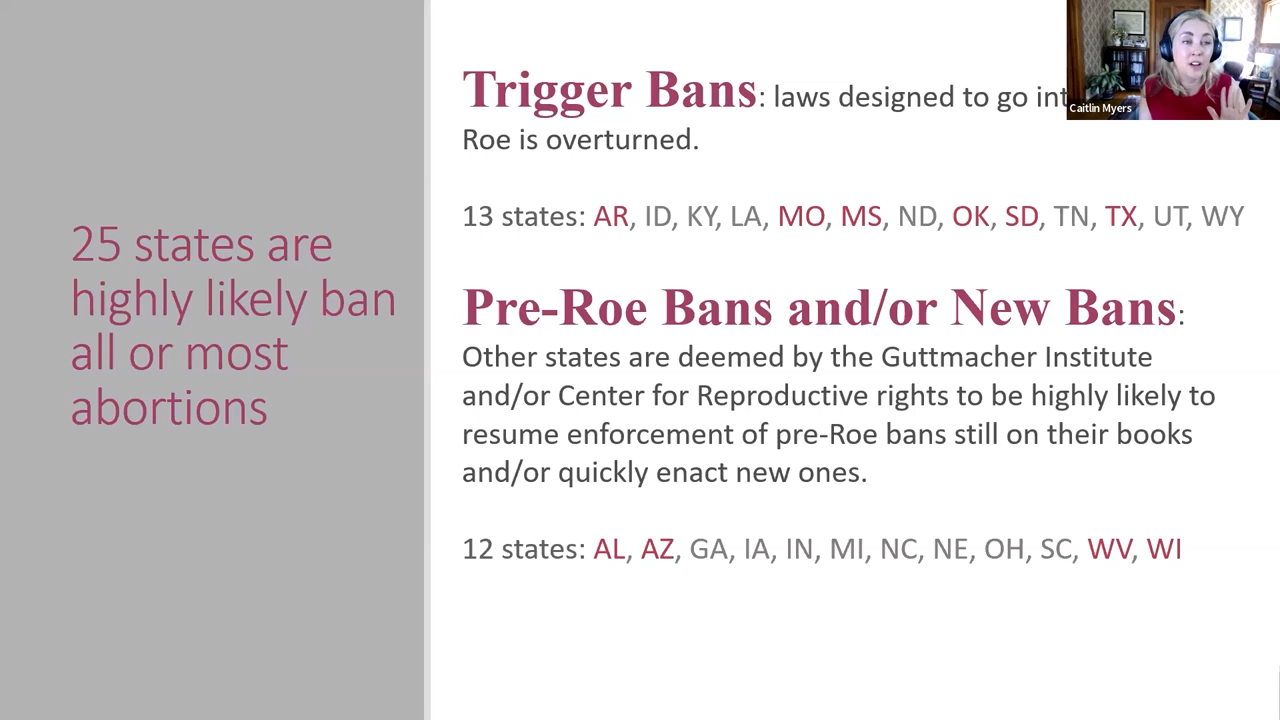 25 states are
highly likely ban
all or most
abortions
Trigger Bans: laws designed to go
Roe is overturned.
13 states: AR, ID, KY, LA, MO, MS, ND, OK, SD, TN, TX, UT, WY
Pre-Roe Bans and/or New Bans:
Other states are deemed by the Guttmacher Institute
and/or Center for Reproductive rights to be highly likely to
resume enforcement of pre-Roe bans still on their books
and/or quickly enact new ones.
12 states: AL, AZ, GA, IA, IN, MI, NC, NE, OH, SC, WV, WI
Caitlin Myers